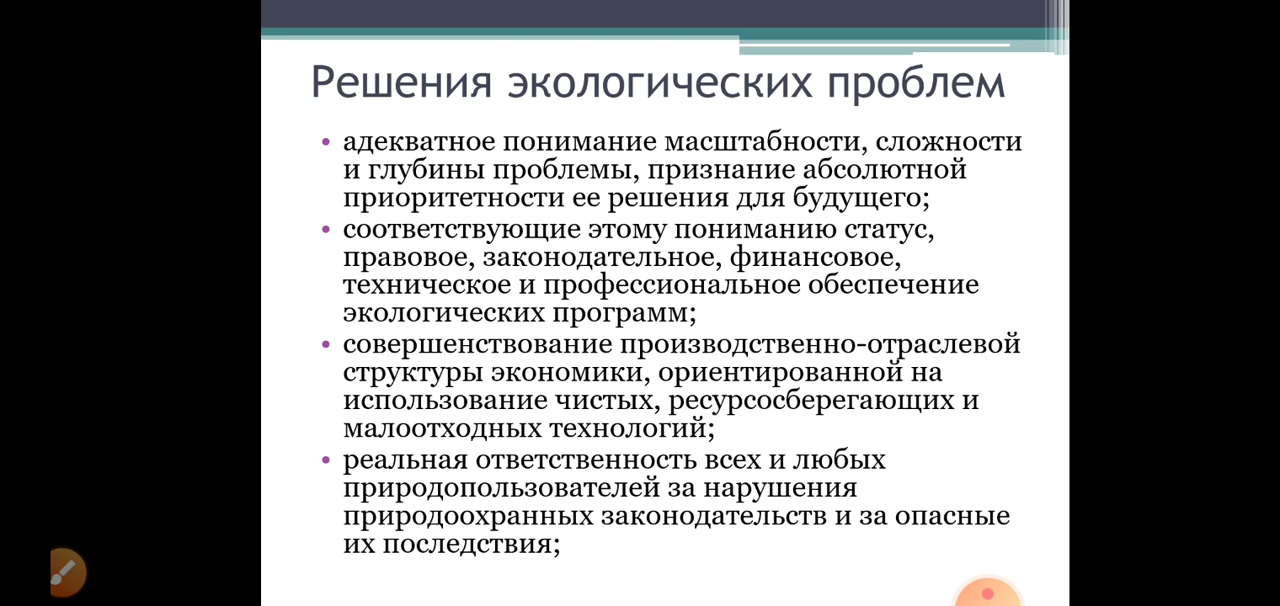 Решения экологических проблем
• адекватное понимание масштабности, сложности
и глубины проблемы, признание абсолютной
приоритетности ее решения для будущего;
• соответствующие этому пониманию статус,
правовое, законодательное, финансовое,
техническое и профессиональное обеспечение
экологических программ;
• совершенствование производственно-отраслевой
структуры экономики, ориентированной на
использование чистых, ресурсосберегающих и
малоотходных технологий;
• реальная ответственность всех и любых
природопользователей за нарушения
природоохранных законодательств и за опасные
их последствия;